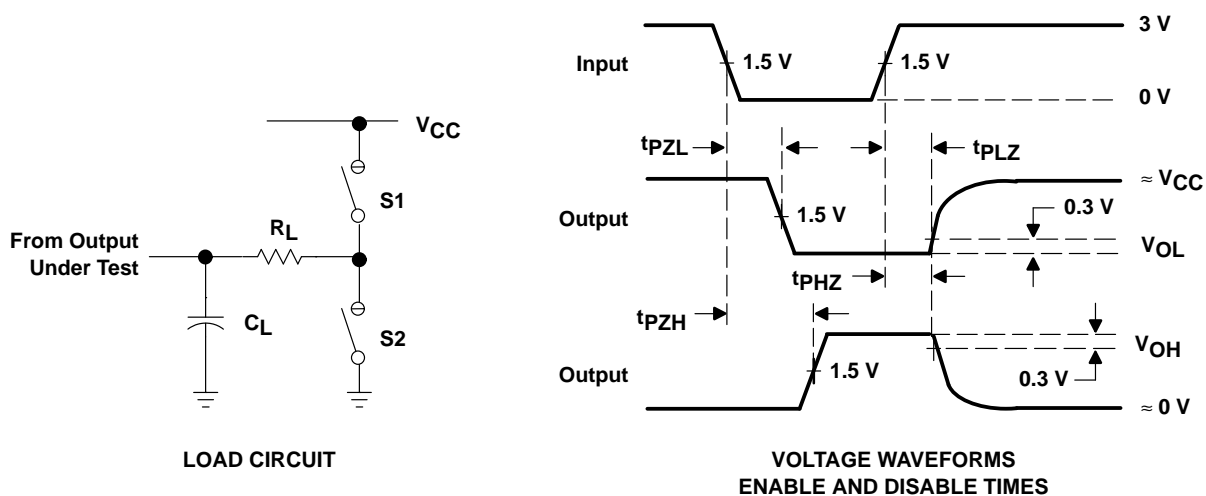 VCC
S1
RL
From Output
Under Test
CL
S2
LOAD CIRCUIT
3 V
Input
1.5 V
1.5 V
0 V
tPZL
tPLZ
≈ VCC
Output
1.5 V
0.3 V
VOL
tPHZ
tPZH
VOH
Output
1.5 V
0.3 V
≈ 0 V
VOLTAGE WAVEFORMS
ENABLE AND DISABLE TIMES